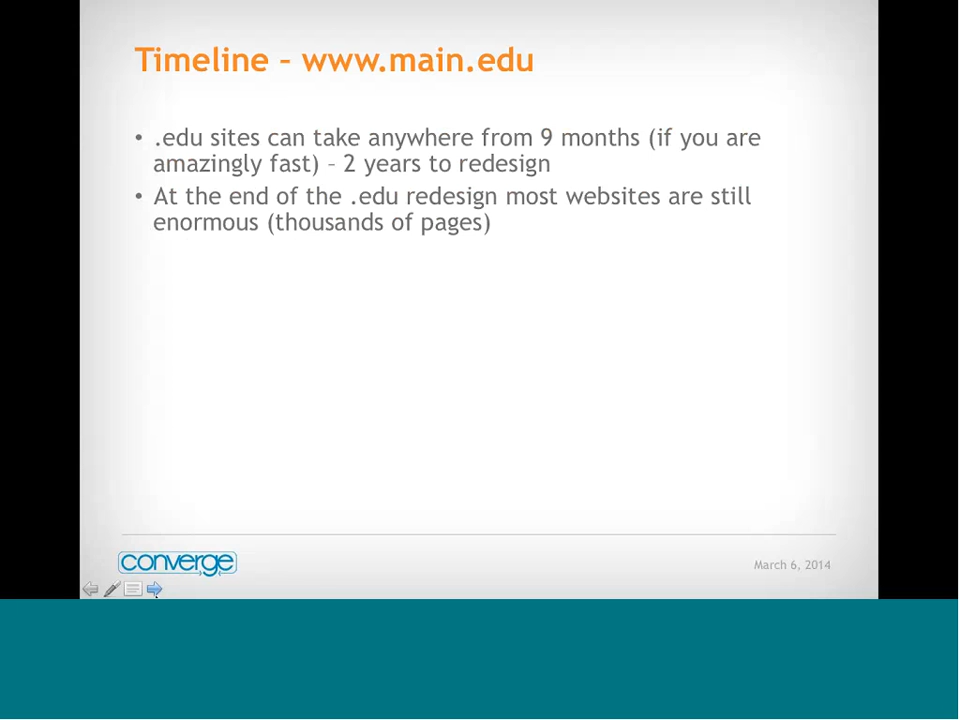 Timeline – www.main.edu
• .edu sites can take anywhere from 9 months (if you are
amazingly fast) – 2 years to redesign
• At the end of the .edu redesign most websites are still
enormous (thousands of pages)
converge
March 6, 2014